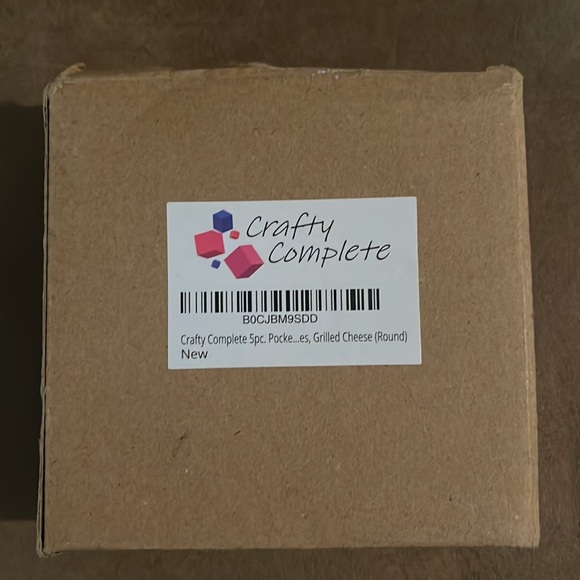 Crafty
Complete
B0CJBM9SDD
Crafty Complete 5pc. Pocke...es, Grilled Cheese (Round)
New